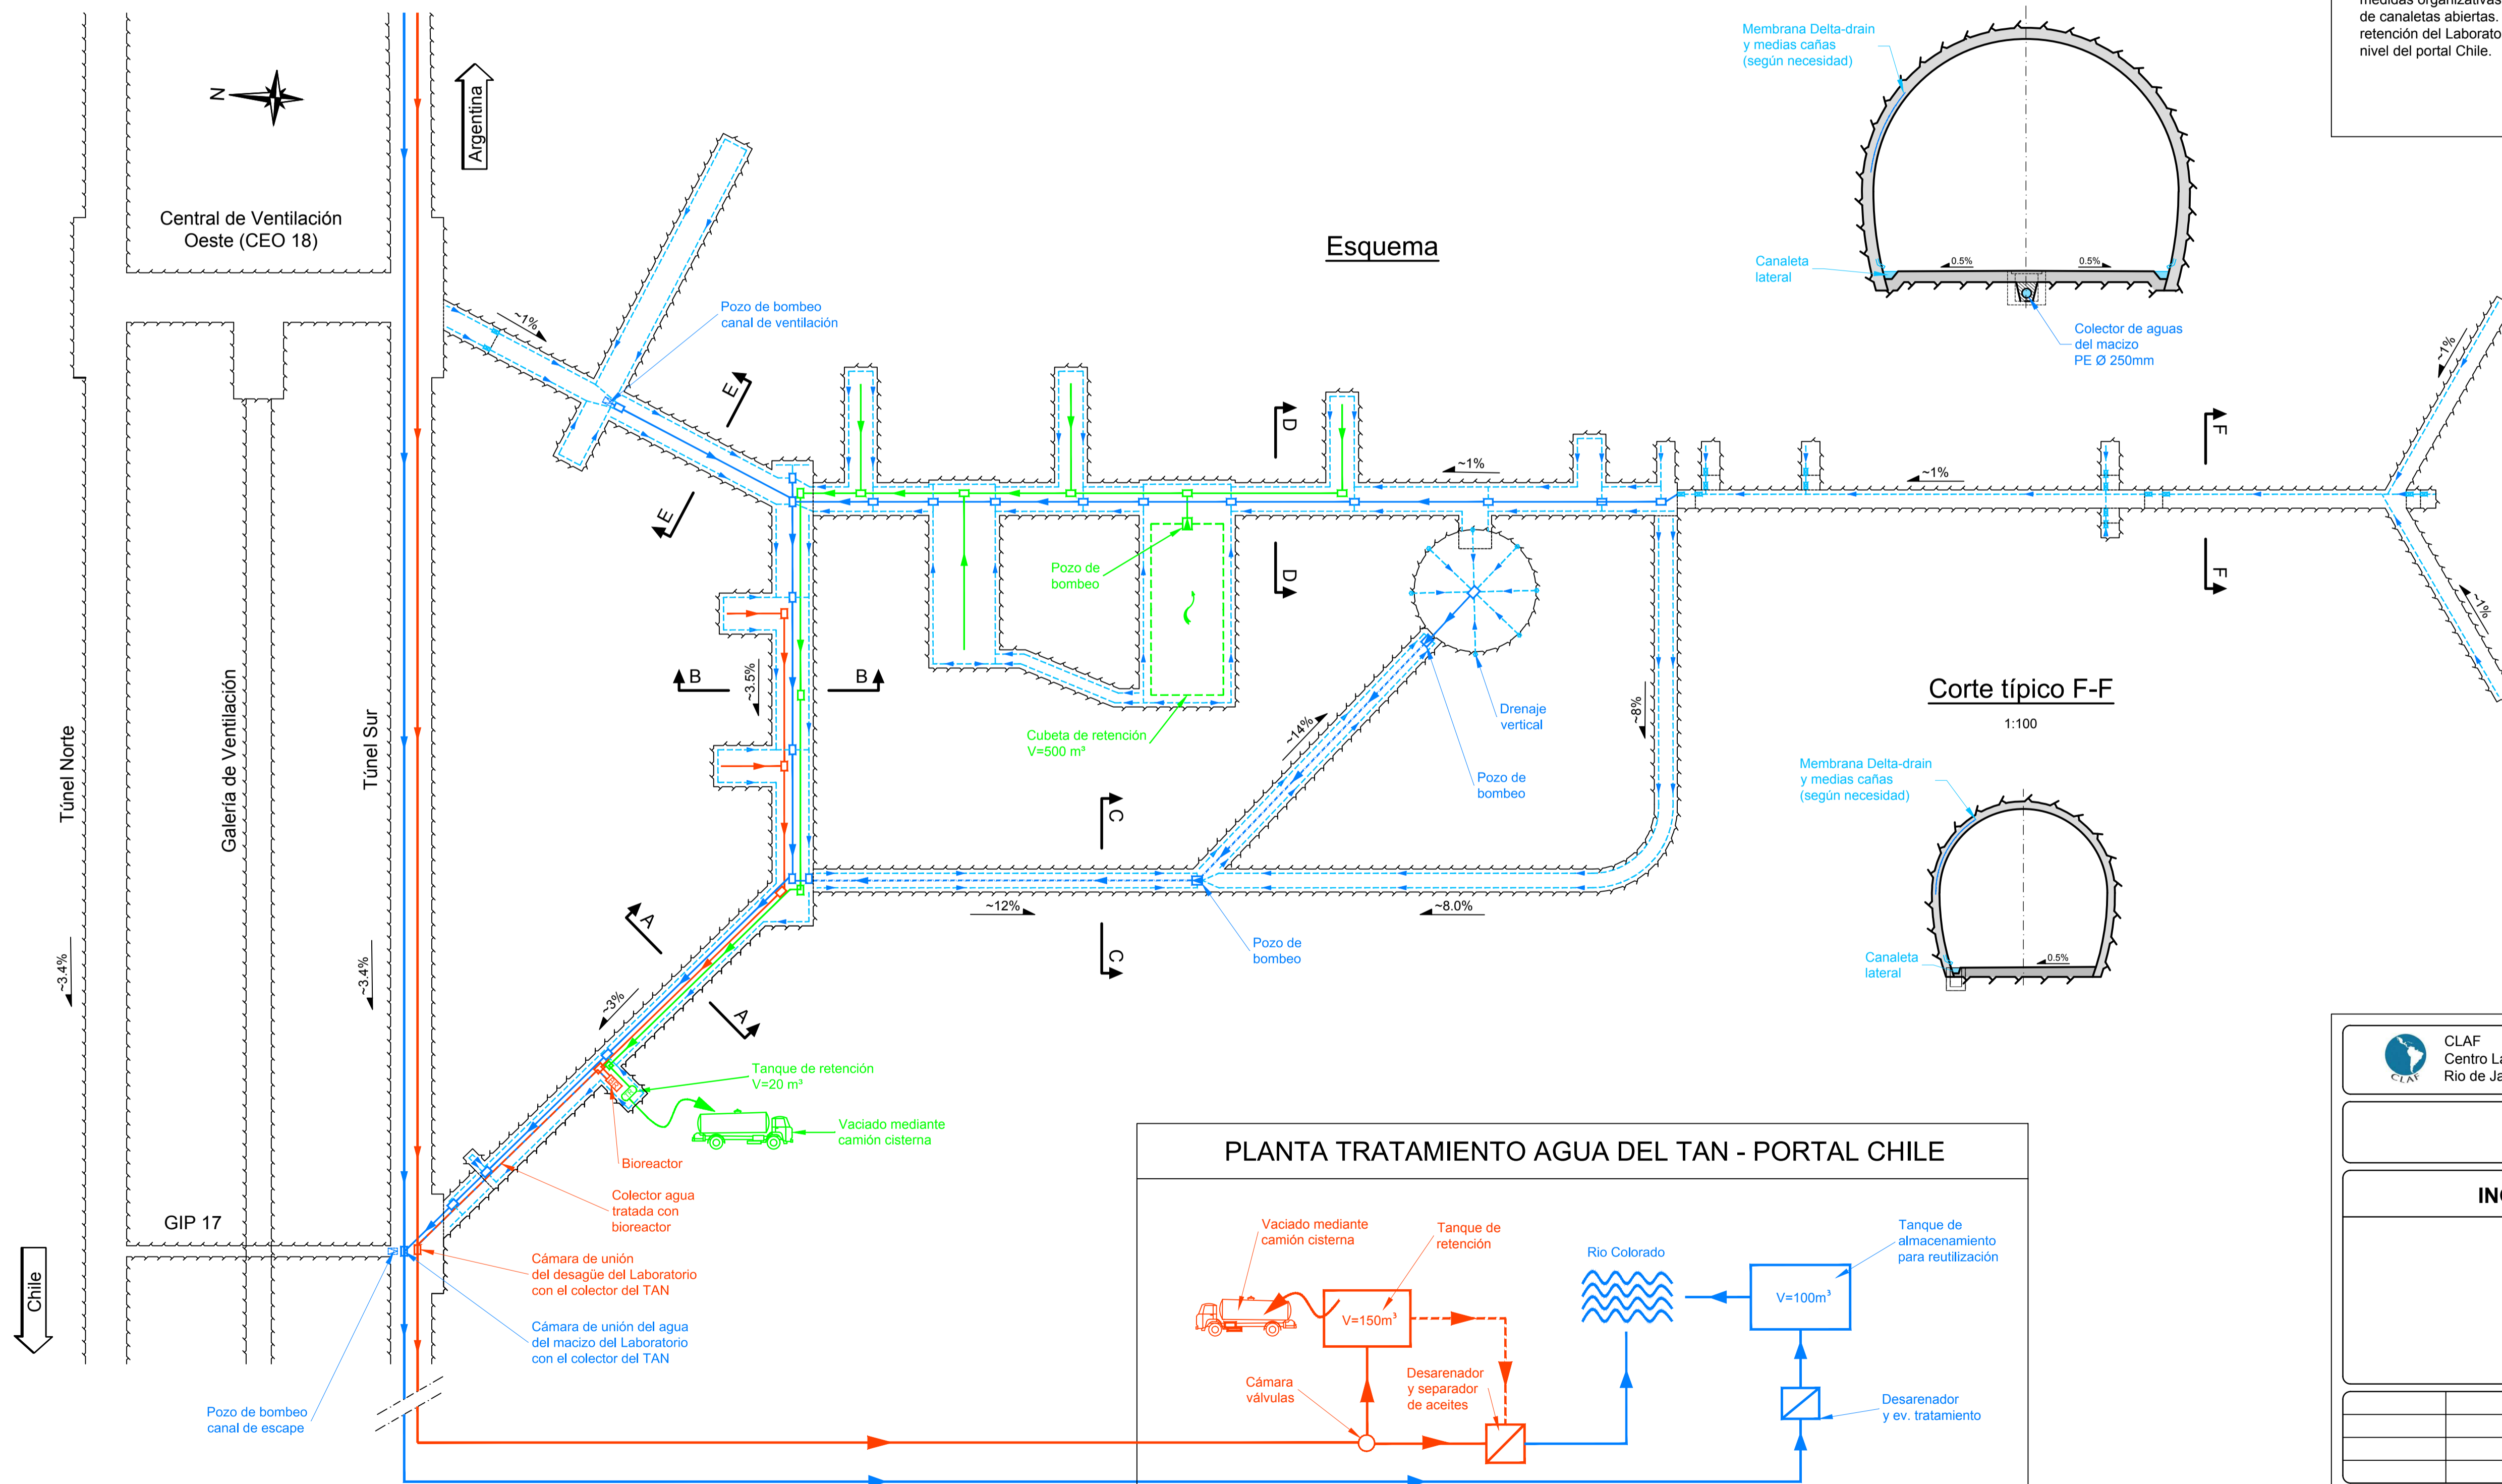 medidas organizativas
de canaletas abiertas.
retención del Laborato
nivel del portal Chile.
Membrana Delta-drain
y medias cañas
(según necesidad)
Canaleta
lateral
0.5%
0.5%
Colector de aguas
del macizo
PE Ø 250mm
N
Argentina
Central de Ventilación
Oeste (CEO 18)
Esquema
~1%
Pozo de bombeo
canal de ventilación
E
E
D
D
~1%
~1%
F
F
~1%
~1%
Pozo de
bombeo
Cubeta de retención
V=500 m³
B
B
~3.5%
Drenaje
vertical
~14%
~8%
Pozo de
bombeo
C
C
~12%
~8.0%
Pozo de
bombeo
Túnel Norte
Galería de Ventilación
Túnel Sur
~3.4%
~3.4%
A
A
~3%
Corte típico F-F
1:100
Membrana Delta-drain
y medias cañas
(según necesidad)
Canaleta
lateral
0.5%
Tanque de retención
V=20 m³
Vaciado mediante
camión cisterna
Bioreactor
Colector agua
tratada con
bioreactor
GIP 17
Chile
Cámara de unión
del desagüe del Laboratorio
con el colector del TAN
Cámara de unión del agua
del macizo del Laboratorio
con el colector del TAN
Pozo de bombeo
canal de escape
PLANTA TRATAMIENTO AGUA DEL TAN - PORTAL CHILE
Vaciado mediante
camión cisterna
Tanque de
retención
V=150m³
Rio Colorado
Tanque de
almacenamiento
para reutilización
V=100m³
Cámara
válvulas
Desarenador
y separador
de aceites
Desarenador
y ev. tratamiento
CLAF
CLAF
Centro La
Rio de Ja
ING